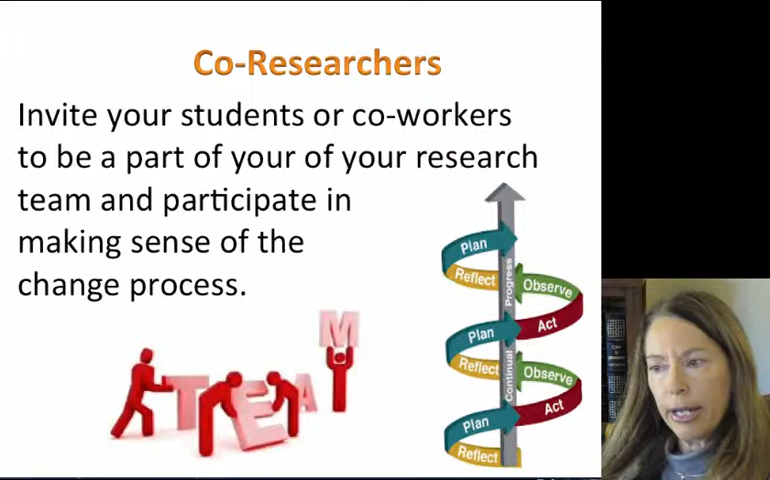 Co-Researchers
Invite your students or co-workers
to be a part of your of your research
team and participate in
making sense of the
change process.
TEAM
Plan
Reflect
Progress
Observe
Act
Plan
Reflect
Continual
Observe
Act
Plan
Reflect